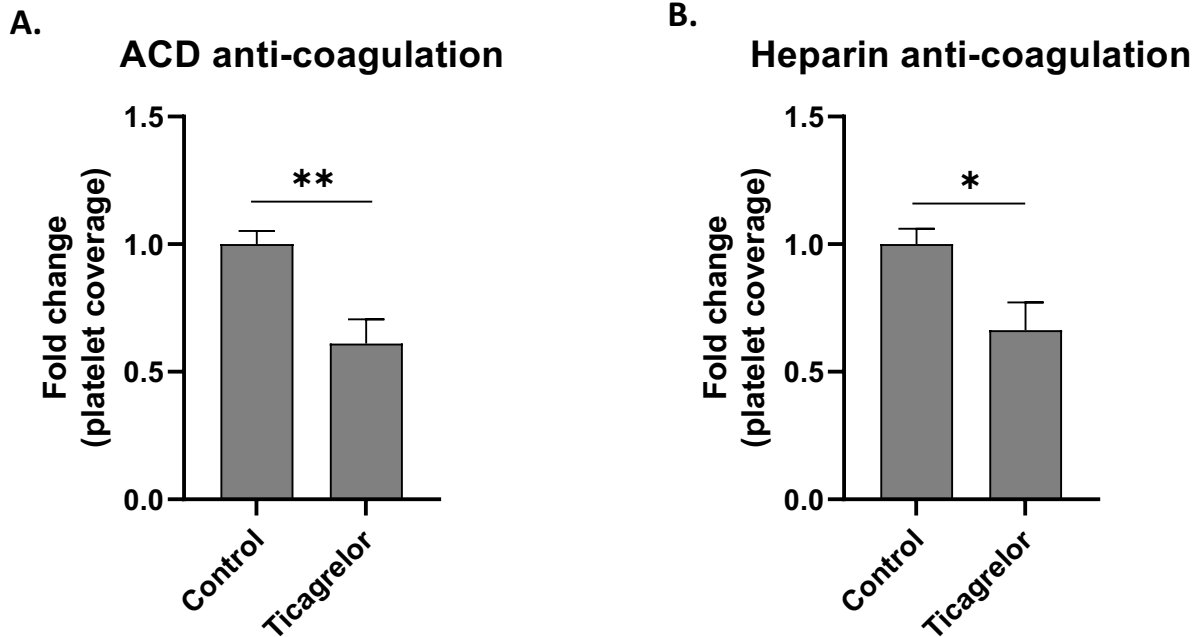 A.
ACD anti-coagulation
Fold change
(platelet coverage)
1.5
1.0
0.5
0.0
**
Control
Ticagrelor
B.
Heparin anti-coagulation
Fold change
(platelet coverage)
1.5
1.0
0.5
0.0
*
Control
Ticagrelor